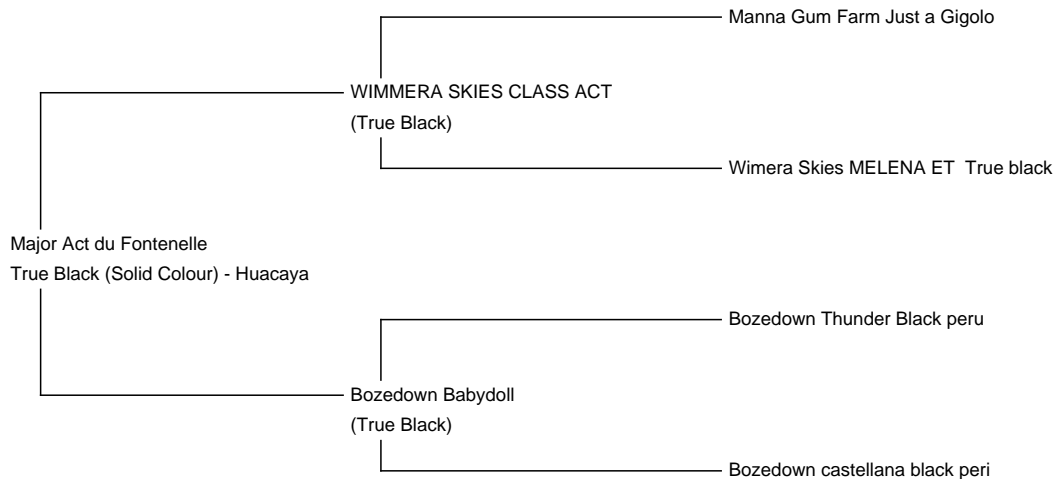 Manna Gum Farm Just a Gigolo
WIMMERA SKIES CLASS ACT
(True Black)
Wimera Skies MELENA ET  True black
Major Act du Fontenelle
True Black (Solid Colour) - Huacaya
Bozedown Thunder Black peru
Bozedown Babydoll
(True Black)
Bozedown castellana black peri